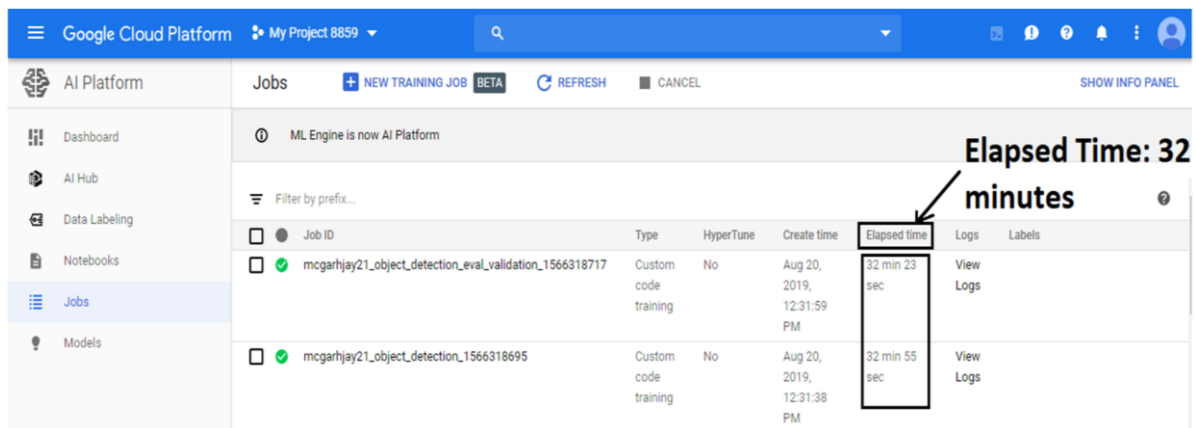 Google Cloud Platform My Project 8859
AI Platform Jobs NEW TRAINING JOB BETA REFRESH CANCEL SHOW INFO PANEL
Dashboard
AI Hub
Data Labeling
Notebooks
Jobs
Models
ML Engine is now AI Platform
Elapsed Time: 32
minutes
Filter by prefix...
Job ID Type HyperTune Create time Elapsed time Logs Labels
mcgarhjay21_object_detection_eval_validation_1566318717 Custom No Aug 20, 32 min 23 View
code 2019, sec Logs
training 12:31:59
PM
mcgarhjay21_object_detection_1566318695 Custom No Aug 20, 32 min 55 View
code 2019, sec Logs
training 12:31:38
PM